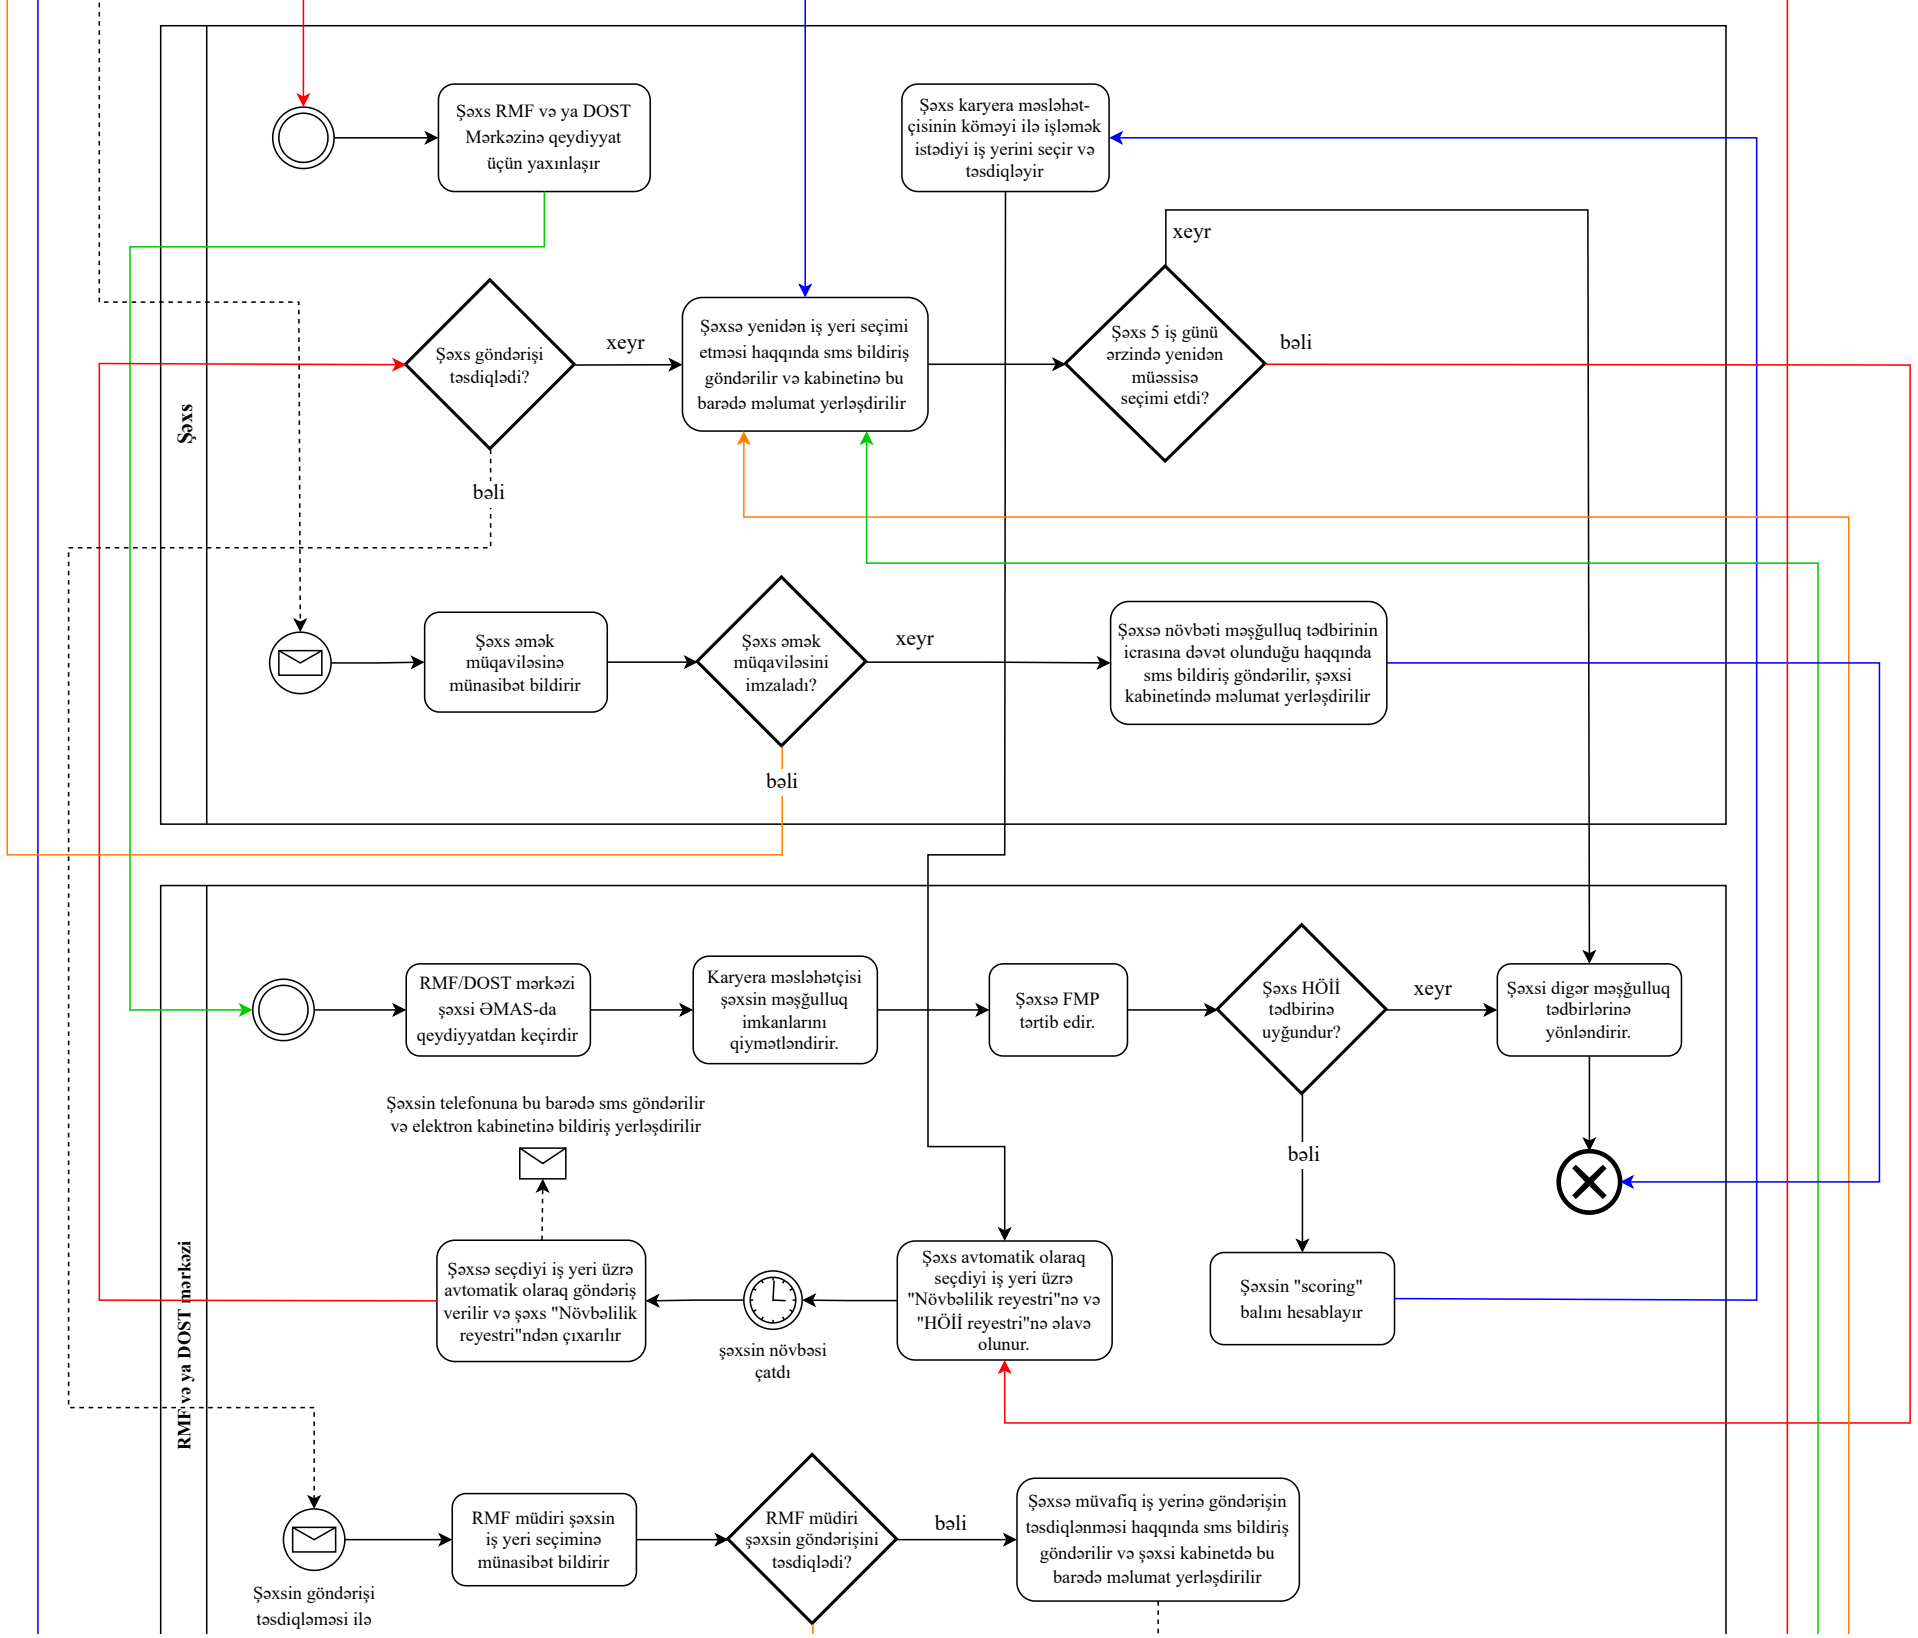 Şəxs
Şəxs RMF və ya DOST
Mərkəzinə qeydiyyat
üçün yaxınlaşır
Şəxs karyera məsləhət-
çisinin köməyi ilə işləmək
istədiyi iş yerini seçir və
təsdiqləyir
xeyr
Şəxs göndərişi
təsdiqlədi?
xeyr
bəli
Şəxsə yenidən iş yeri seçimi
etməsi haqqında sms bildiriş
göndərilir və kabinetinə bu
barədə məlumat yerləşdirilir
Şəxs 5 iş günü
ərzində yenidən
müəssisə
seçimi etdi?
bəli
Şəxs əmək
müqaviləsinə
münasibət bildirir
Şəxs əmək
müqaviləsini
imzaladı?
xeyr
bəli
Şəxsə növbəti məşğulluq tədbirinin
icrasına dəvət olunduğu haqqında
sms bildiriş göndərilir, şəxsi
kabinetində məlumat yerləşdirilir
RMF və ya DOST mərkəzi
RMF/DOST mərkəzi
şəxsi ƏMAS-da
qeydiyyatdan keçirdir
Karyera məsləhətçisi
şəxsin məşğulluq
imkanlarını
qiymətləndirir.
Şəxsə FMP
tərtib edir.
Şəxs HÖİİ
tədbirinə
uyğundur?
xeyr
bəli
Şəxsi digər məşğulluq
tədbirlərinə
yönləndirir.
Şəxsin telefonuna bu barədə sms göndərilir
və elektron kabinetinə bildiriş yerləşdirilir
Şəxsə seçdiyi iş yeri üzrə
avtomatik olaraq göndəriş
verilir və şəxs "Növbəlilik
reyestri"ndən çıxarılır
şəxsin növbəsi
çatdı
Şəxs avtomatik olaraq
seçdiyi iş yeri üzrə
"Növbəlilik reyestri"nə və
"HÖİİ reyestri"nə əlavə
olunur.
Şəxsin "scoring"
balını hesablayır
Şəxsin göndərişi
təsdiqləməsi ilə
RMF müdiri şəxsin
iş yeri seçiminə
münasibət bildirir
RMF müdiri
şəxsin göndərişini
təsdiqlədi?
bəli
Şəxsə müvafiq iş yerinə göndərişin
təsdiqlənməsi haqqında sms bildiriş
göndərilir və şəxsi kabinetdə bu
barədə məlumat yerləşdirilir